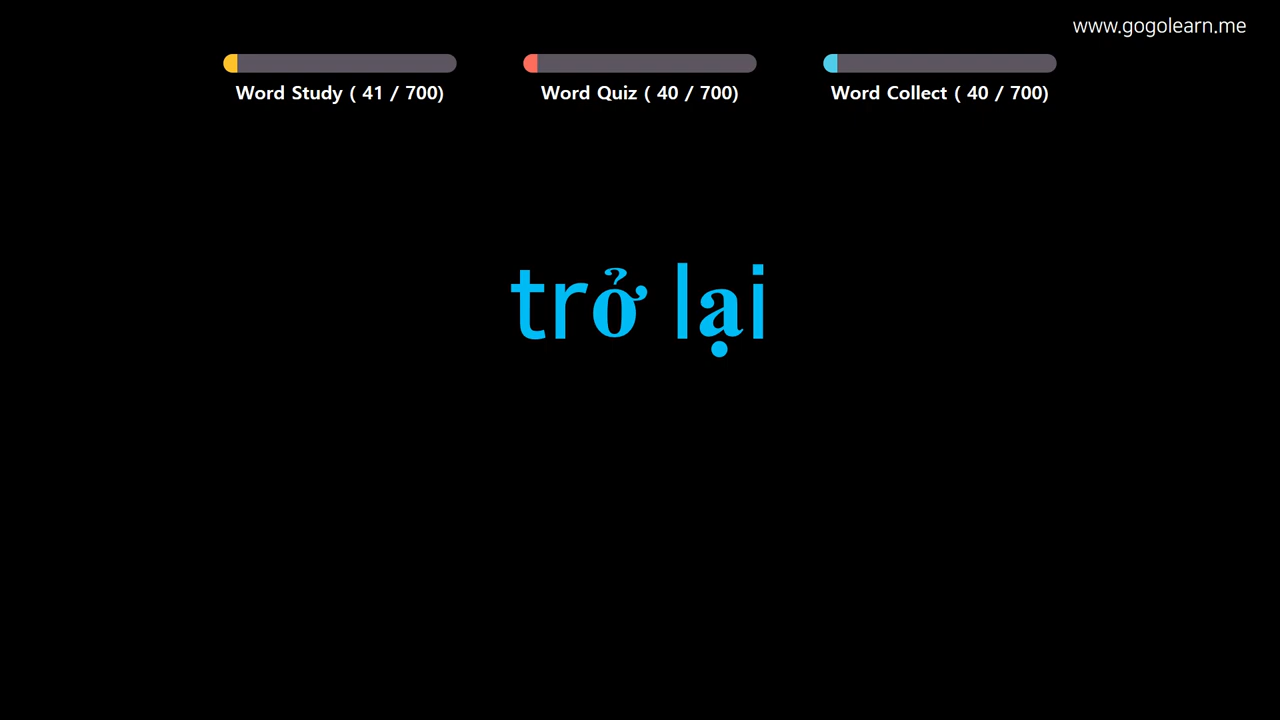 www.gogolearn.me
Word Study ( 41 / 700)
Word Quiz ( 40 / 700)
Word Collect ( 40 / 700)
trở lại